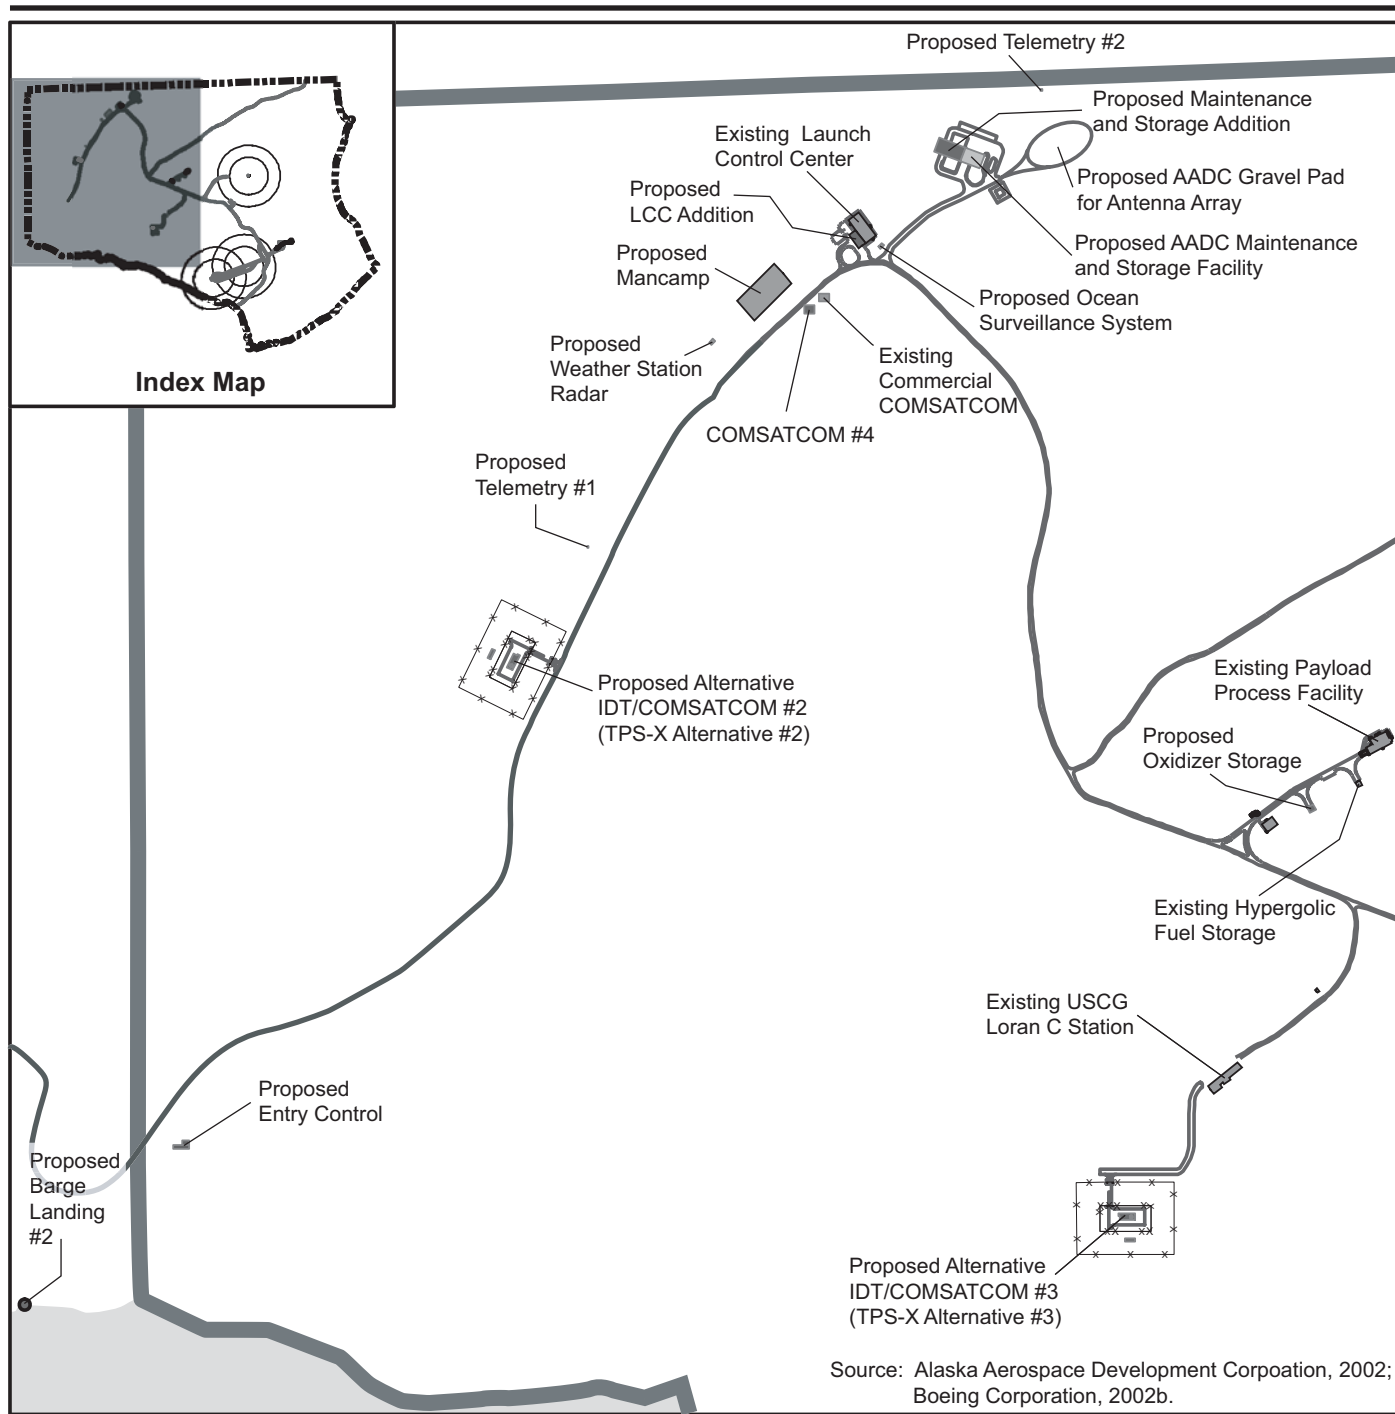 Proposed Telemetry #2
Proposed Maintenance
and Storage Addition
Existing Launch
Control Center
Proposed
LCC Addition
Proposed AADC Gravel Pad
for Antenna Array
Proposed
Mancamp
Proposed AADC Maintenance
and Storage Facility
Proposed Ocean
Surveillance System
Proposed
Weather Station
Radar
Existing
Commercial
COMSATCOM
Index Map
COMSATCOM #4
Proposed
Telemetry #1
Existing Payload
Process Facility
Proposed Alternative
IDT/COMSATCOM #2
(TPS-X Alternative #2)
Proposed
Oxidizer Storage
Existing Hypergolic
Fuel Storage
Existing USCG
Loran C Station
Proposed
Entry Control
Proposed
Barge
Landing
#2
Proposed Alternative
IDT/COMSATCOM #3
(TPS-X Alternative #3)
Source: Alaska Aerospace Development Corpoation, 2002;
Boeing Corporation, 2002b.